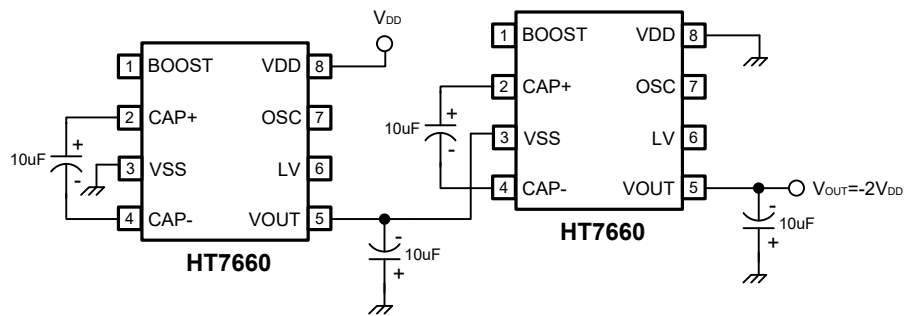 VDD
1 BOOST VDD 8
2 CAP+ OSC 7
3 VSS LV 6
4 CAP- VOUT 5
+
10uF
-
HT7660
-
10uF
+
1 BOOST VDD 8
2 CAP+ OSC 7
3 VSS LV 6
4 CAP- VOUT 5
+
10uF
-
HT7660
VOUT=-2VDD
-
10uF
+